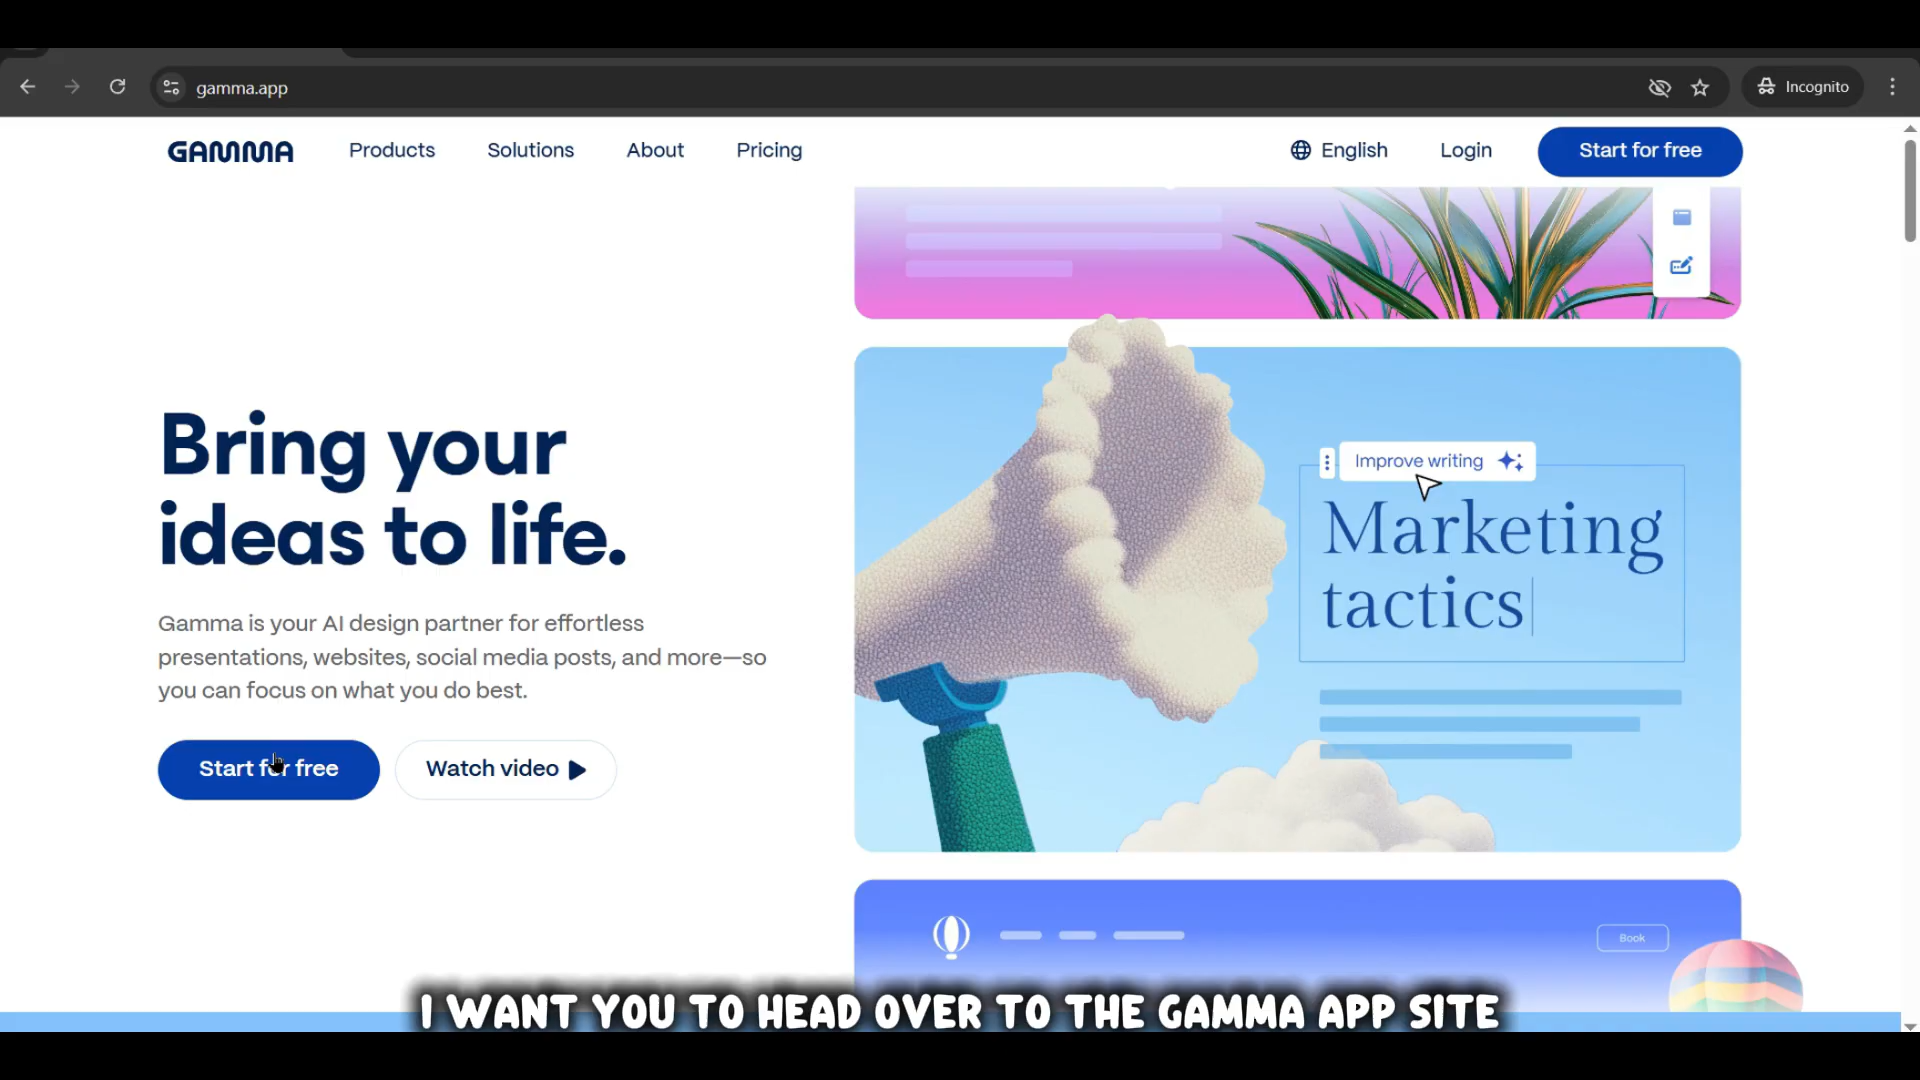 gamma.app
Incognito
GAMMA
Products
Solutions
About
Pricing
English
Login
Start for free
Improve writing
Marketing
tactics
Bring your
ideas to life.
Gamma is your AI design partner for effortless
presentations, websites, social media posts, and more—so
you can focus on what you do best.
Start for free
Watch video
Book
I WANT YOU TO HEAD OVER TO THE GAMMA APP SITE